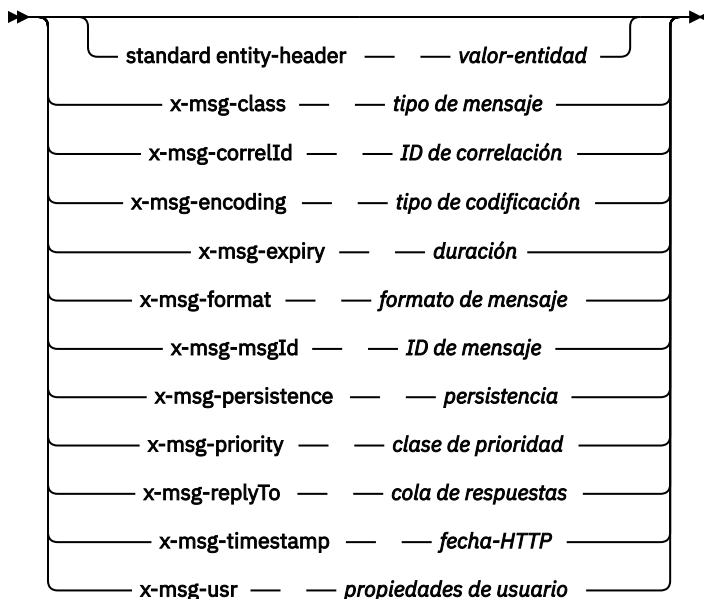 standard entity-header — — valor-entidad
x-msg-class — — tipo de mensaje
x-msg-correlId — — ID de correlación
x-msg-encoding — — tipo de codificación
x-msg-expiry — — duración
x-msg-format — — formato de mensaje
x-msg-msgId — — ID de mensaje
x-msg-persistence — — persistencia
x-msg-priority — — clase de prioridad
x-msg-replyTo — — cola de respuestas
x-msg-timestamp — — fecha-HTTP
x-msg-usr — — propiedades de usuario